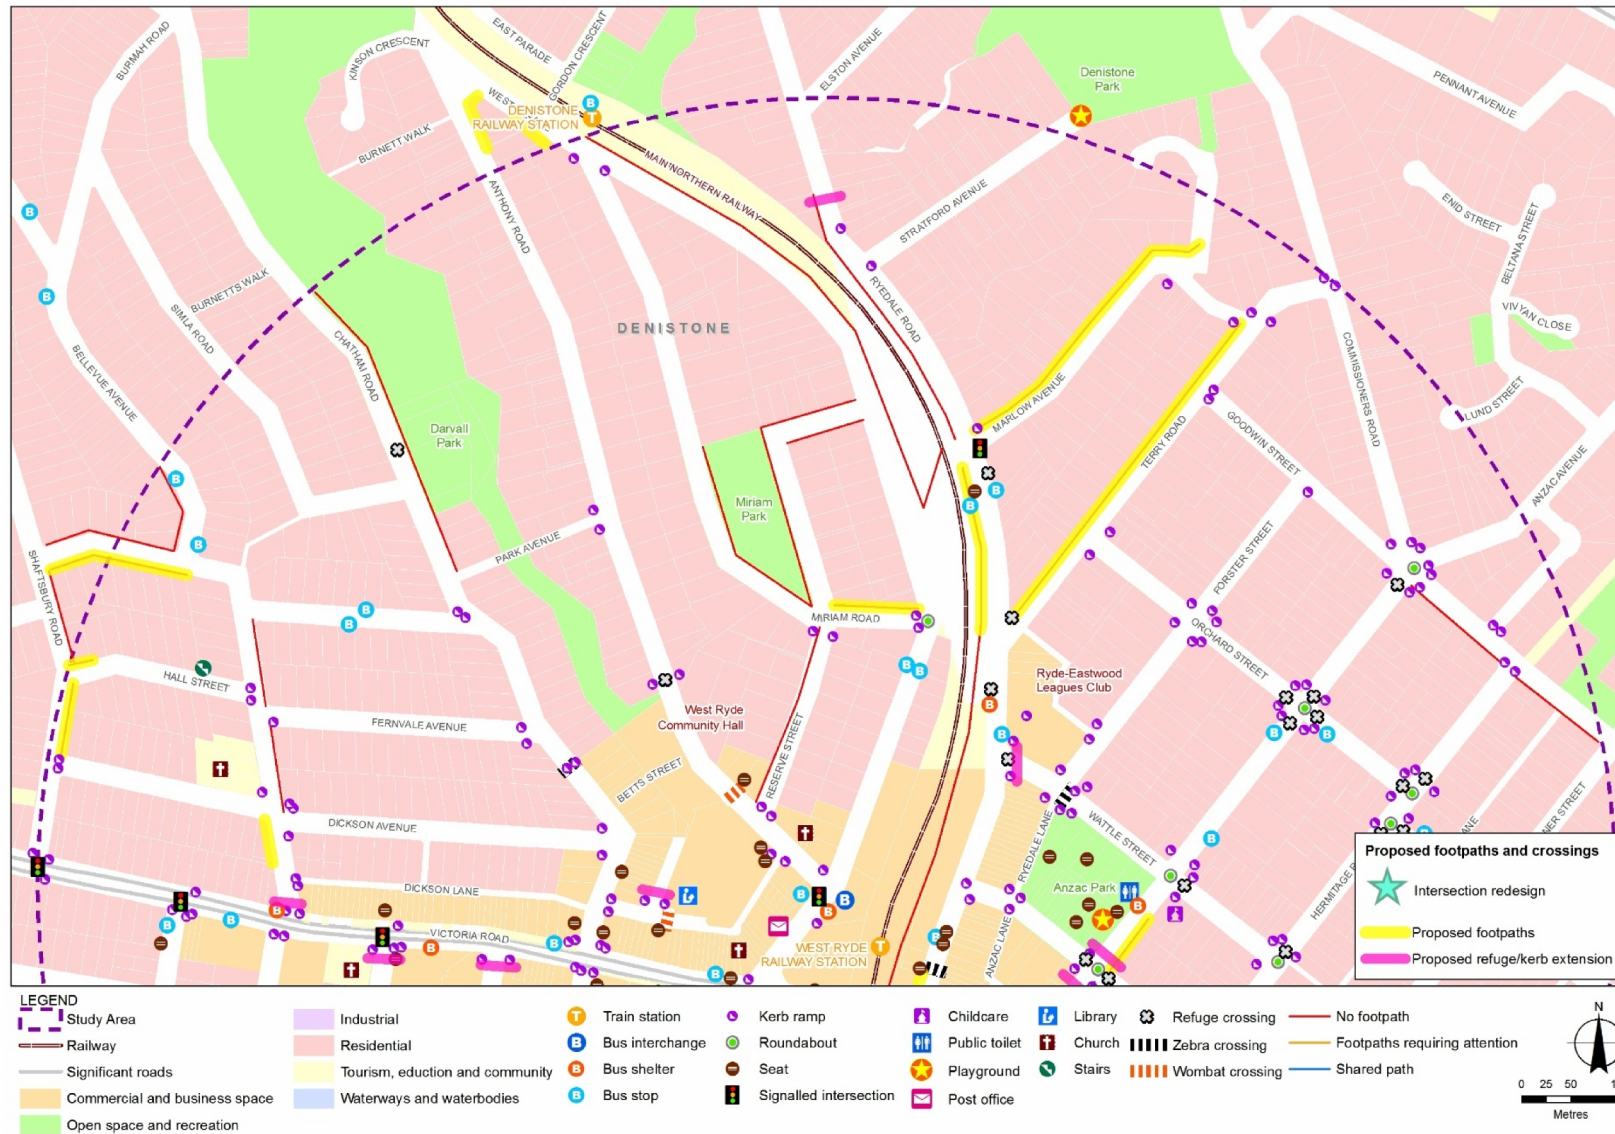 BURMAH ROAD
KINSON CRESCENT
EAST PARADE
GORDON CRESCENT
WEST
DENISTONE
RAILWAY STATION
BURNETT WALK
ELSTON AVENUE
Denistone
Park
PENNANT AVENUE
MAIN NORTHERN RAILWAY
ANTHONY ROAD
STRATFORD AVENUE
ENID STREET
BELTANA STREET
BURNETTS WALK
SIMLA ROAD
DENISTONE
RYEDALE ROAD
VIVYAN CLOSE
CHATHAM ROAD
BELLEVUE AVENUE
COMMISSIONERS ROAD
LUND STREET
MARLOW AVENUE
Darvall
Park
TERRY ROAD
GOODWIN STREET
ANZAC AVENUE
Miriam
Park
PARK AVENUE
FORSTER STREET
SHAFTSBURY ROAD
MIRIAM ROAD
ORCHARD STREET
HALL STREET
Ryde-Eastwood
Leagues Club
West Ryde
Community Hall
FERNVALE AVENUE
RESERVE STREET
BETTS STREET
DICKSON AVENUE
RYEDALE LANE
WATTLE STREET
NER STREET
ANE
DICKSON LANE
Anzac Park
HERMITAGE
VICTORIA ROAD
WEST RYDE
RAILWAY STATION
ANZAC LANE
Proposed footpaths and crossings
Intersection redesign
Proposed footpaths
Proposed refuge/kerb extension
LEGEND
Study Area
Railway
Significant roads
Commercial and business space
Open space and recreation
Industrial
Residential
Tourism, eduction and community
Waterways and waterbodies
Train station
Bus interchange
Bus shelter
Bus stop
Kerb ramp
Roundabout
Seat
Signalled intersection
Childcare
Public toilet
Playground
Post office
Library
Church
Stairs
Refuge crossing
Zebra crossing
Wombat crossing
No footpath
Footpaths requiring attention
Shared path
N
0 25 50
Metres